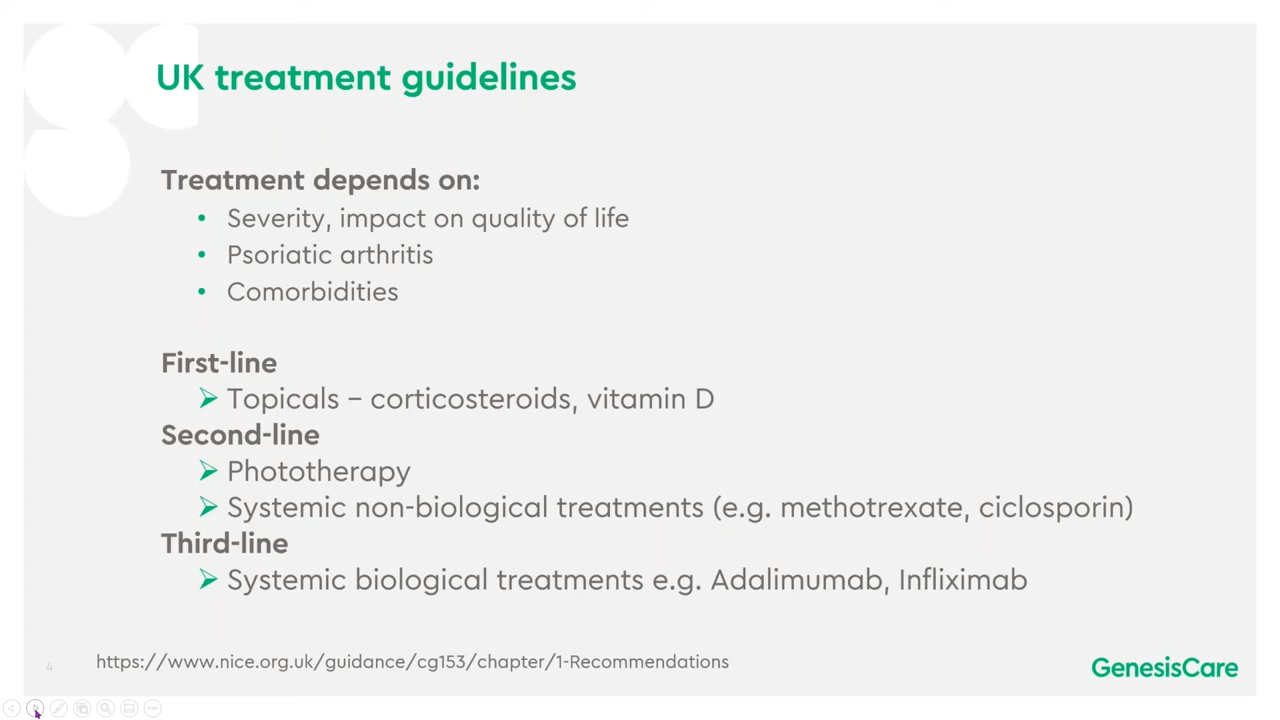 UK treatment guidelines
Treatment depends on:
• Severity, impact on quality of life
• Psoriatic arthritis
• Comorbidities
First-line
➢ Topicals – corticosteroids, vitamin D
Second-line
➢ Phototherapy
➢ Systemic non-biological treatments (e.g. methotrexate, ciclosporin)
Third-line
➢ Systemic biological treatments e.g. Adalimumab, Infliximab
4
https://www.nice.org.uk/guidance/cg153/chapter/1-Recommendations
GenesisCare